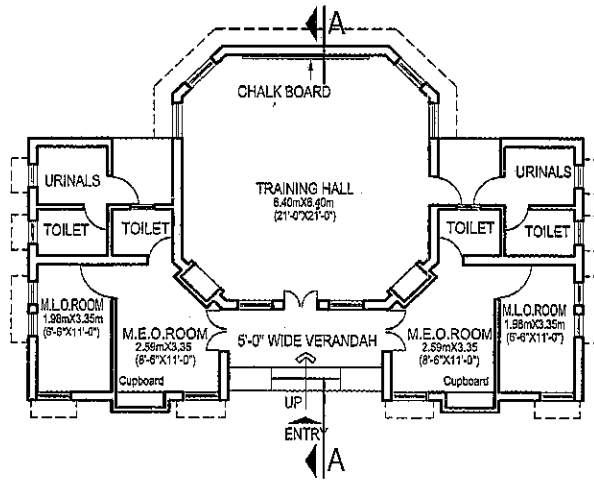 A
CHALK BOARD
URINALS
URINALS
TRAINING HALL
6.40mX6.40m
(21'-0"X21'-0")
TOILET
TOILET
TOILET
TOILET
M.L.O.ROOM
1.98mX3.35m
(6'-6"X11'-0")
M.E.O.ROOM
2.59mX3.35
(8'-6"X11'-0")
Cupboard
5'-0" WIDE VERANDAH
M.E.O.ROOM
2.59mX3.35
(8'-6"X11'-0")
Cupboard
M.L.O.ROOM
1.98mX3.35m
(6'-6"X11'-0")
UP
ENTRY
A